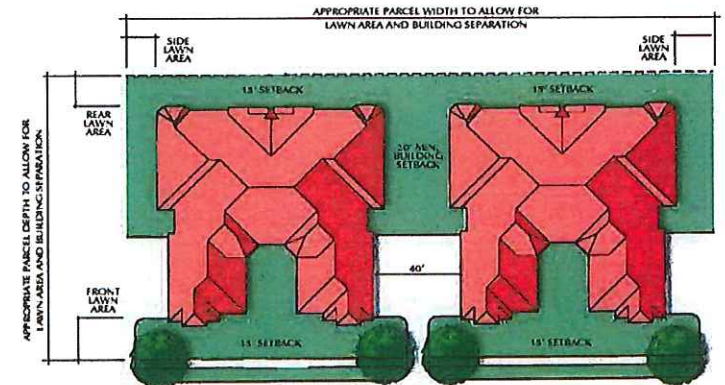 APPROPRIATE PARCEL WIDTH TO ALLOW FOR
LAWN AREA AND BUILDING SEPARATION
SIDE
LAWN
AREA
SIDE
LAWN
AREA
APPROPRIATE PARCEL DEPTH TO ALLOW FOR
LAWN AREA AND BUILDING SEPARATION
REAR
LAWN
AREA
15' SETBACK
15' SETBACK
20' MIN.
BUILDING
SETBACK
40'
FRONT
LAWN
AREA
15' SETBACK
15' SETBACK